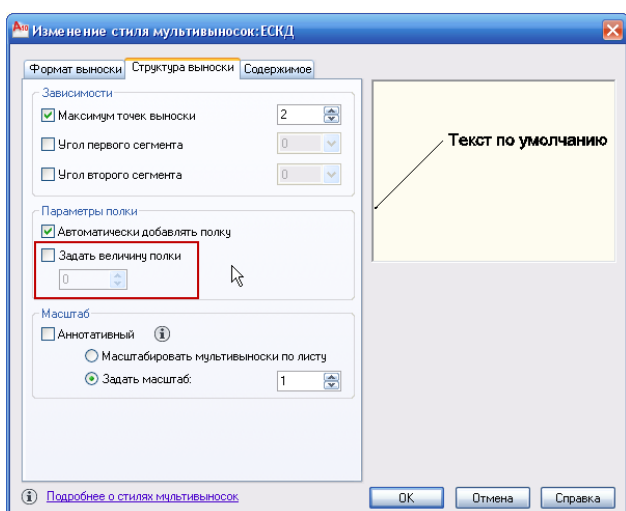 Изменение стиля мультивыносок:ЕСКД
Формат выноски Структура выноски Содержимое
Зависимости
Максимум точек выноски 2
Угол первого сегмента 0
Угол второго сегмента 0
Параметры полки
Автоматически добавлять полку
Задать величину полки
0
Масштаб
Аннотативный
Масштабировать мультивыноски по листу
Задать масштаб: 1
Текст по умолчанию
Подробнее о стилях мультивыносок
OK Отмена Справка